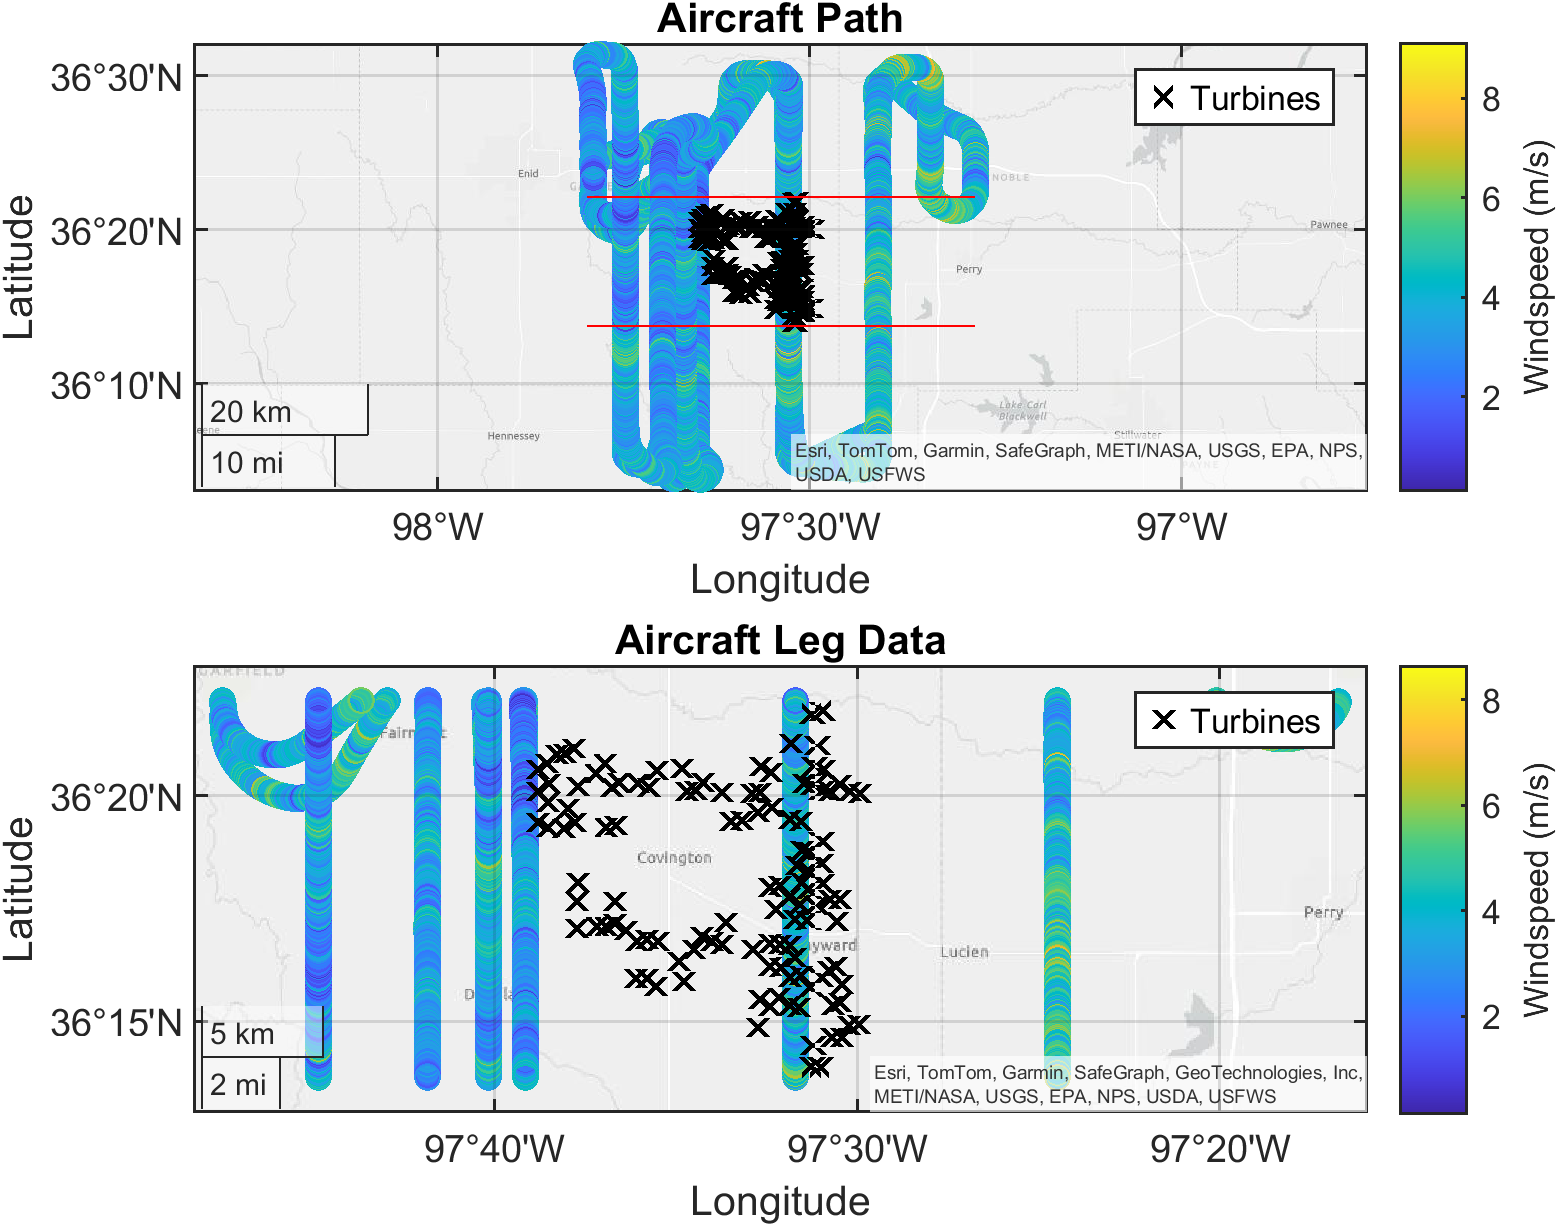 Aircraft Path
36°30'N
36°20'N
36°10'N
Latitude
Enid
NOBLE
Pawnee
Perry
Hennessey
Lake Carl
Blackwell
Stillwater
× Turbines
20 km
10 mi
Esri, TomTom, Garmin, SafeGraph, METI/NASA, USGS, EPA, NPS,
USDA, USFWS
98°W 97°30'W 97°W
Longitude
8
6
4
2
Windspeed (m/s)
Aircraft Leg Data
GARFIELD
36°20'N
36°15'N
Latitude
Covington
Lucien
Perry
× Turbines
5 km
2 mi
Esri, TomTom, Garmin, SafeGraph, GeoTechnologies, Inc,
METI/NASA, USGS, EPA, NPS, USDA, USFWS
97°40'W 97°30'W 97°20'W
Longitude
8
6
4
2
Windspeed (m/s)